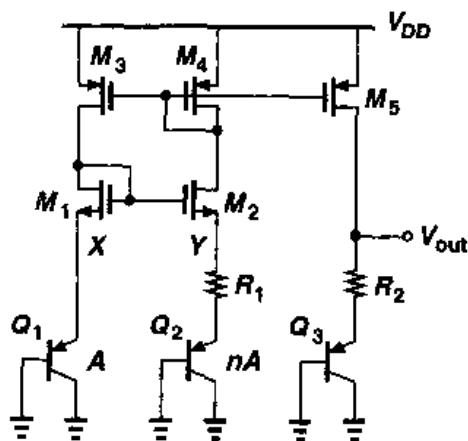 V_DD
M_3 M_4 M_5
M_1 M_2
X Y
V_out
R_1 R_2
Q_1 A Q_2 nA Q_3